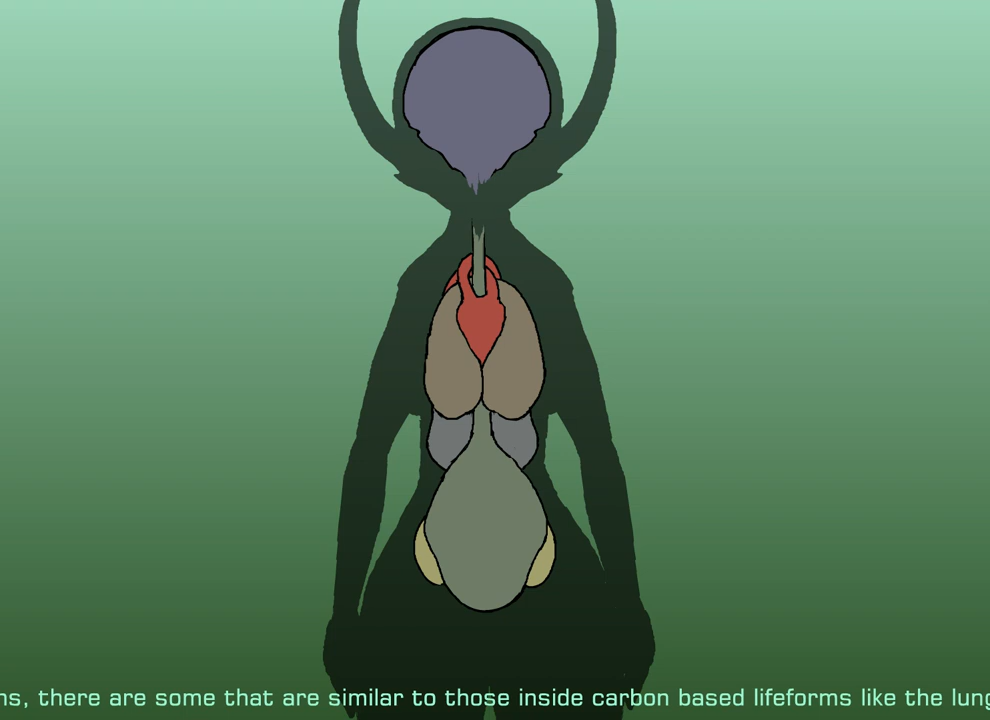 ns, there are some that are similar to those inside carbon based lifeforms like the lung